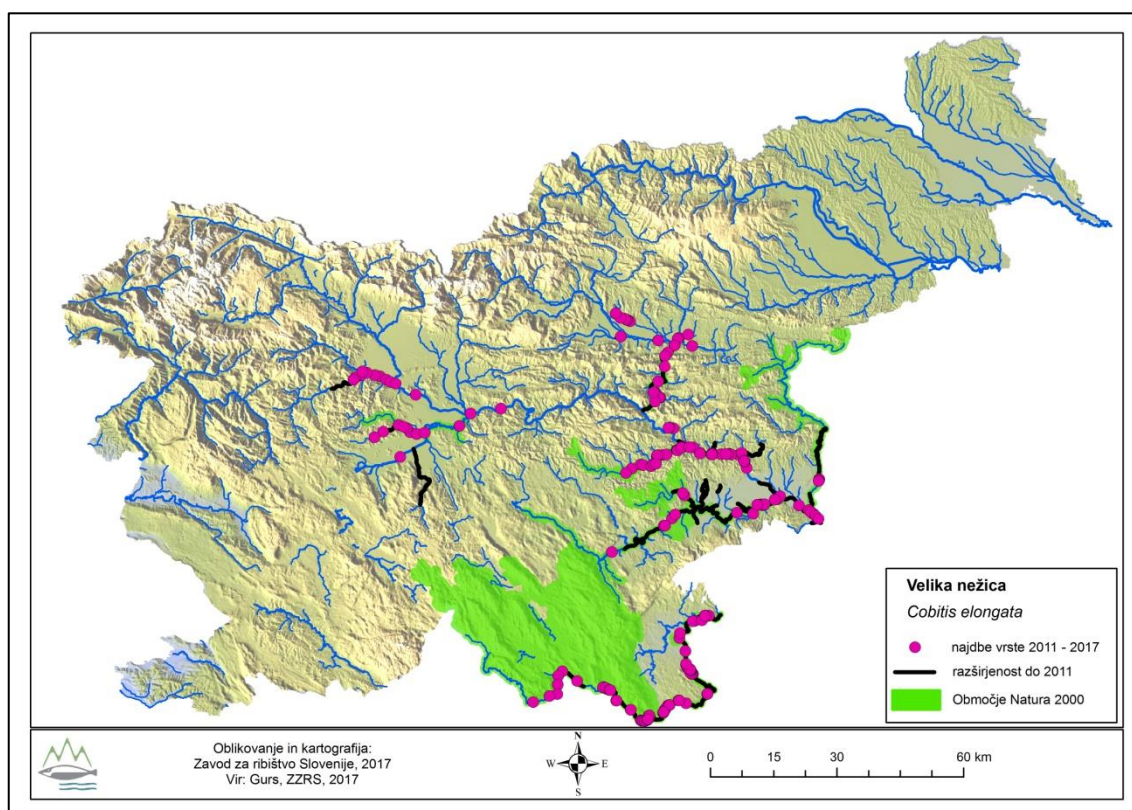 Velika nežica
Cobitis elongata
najdbe vrste 2011 - 2017
razširjenost do 2011
Območje Natura 2000
Oblikovanje in kartografija:
Zavod za ribištvo Slovenije, 2017
Vir: Gurs, ZZRS, 2017
N
W E
S
0 30 60 km